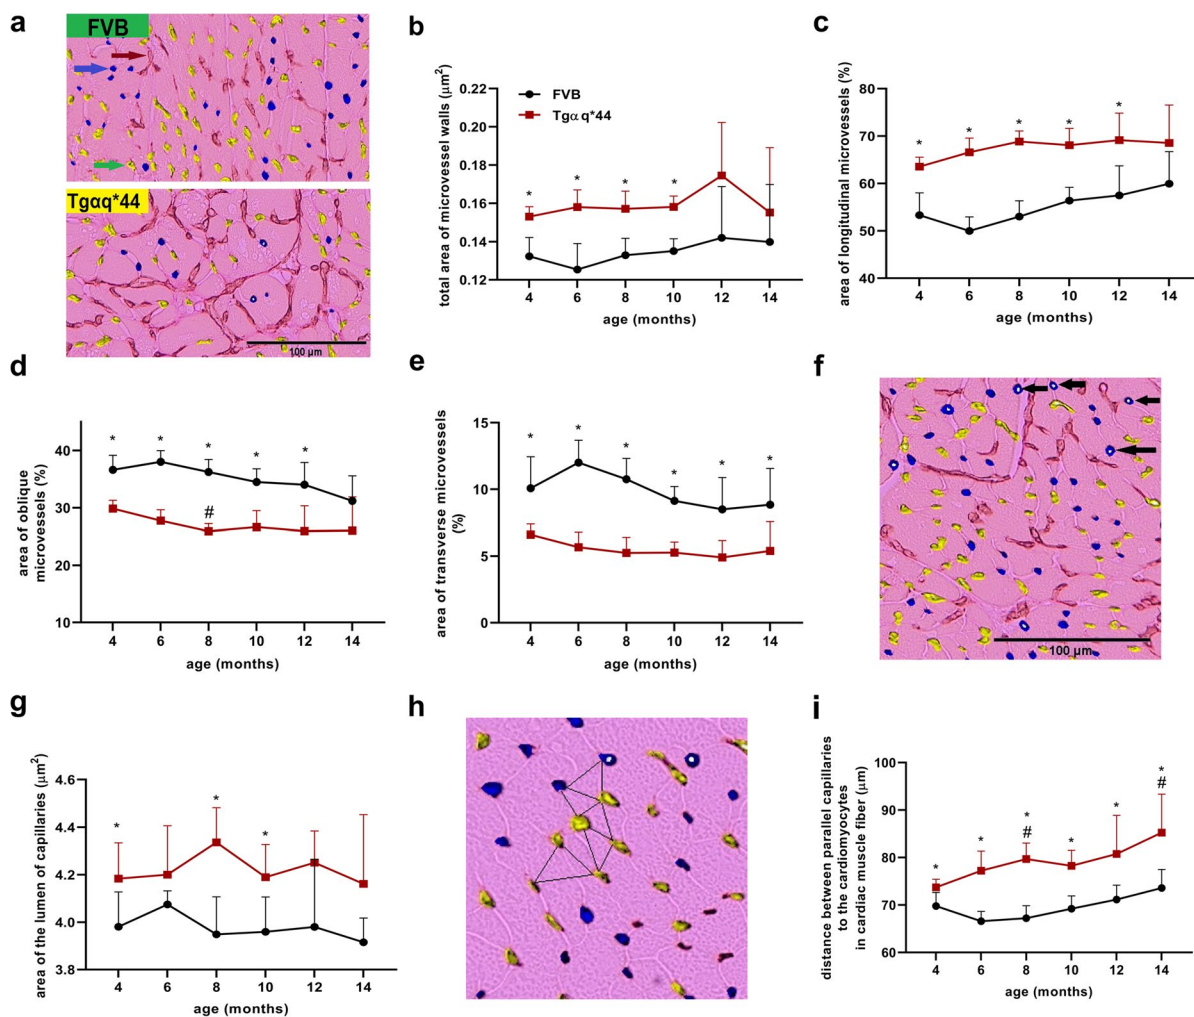 a
FVB
Tgαq*44
100 µm
b
total area of microvessel walls (µm²)
0.22
0.20
0.18
0.16
0.14
0.12
FVB
Tgα q*44
* * * *
4 6 8 10 12 14
age (months)
c
area of longitudinal microvessels (%)
80
70
60
50
40
* * * * *
4 6 8 10 12 14
age (months)
d
area of oblique
microvessels (%)
40
30
20
10
* * * * *
#
4 6 8 10 12 14
age (months)
e
area of transverse microvessels
(%)
15
10
5
0
* * * * * *
4 6 8 10 12 14
age (months)
f
100 µm
g
area of the lumen of capillaries (µm²)
4.6
4.4
4.2
4.0
3.8
* * *
4 6 8 10 12 14
age (months)
h
i
distance between parallel capillaries
to the cardiomyocytes
in cardiac muscle fiber (µm)
100
90
80
70
60
* * * * * *
# #
4 6 8 10 12 14
age (months)